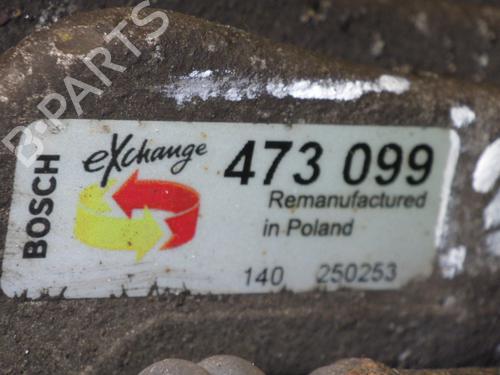 B-PARTS
BOSCH
eXchange
473 099
Remanufactured
in Poland
140 250253